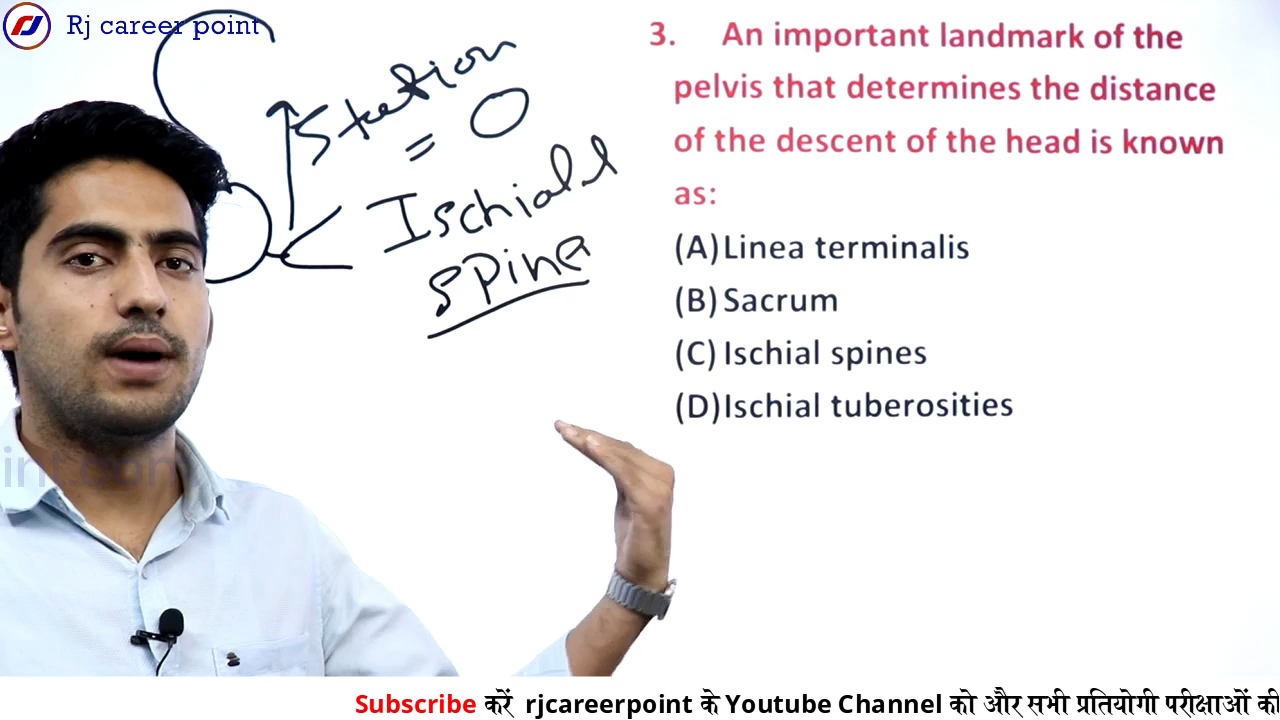 Rj career point
Station
= 0
Ischial
spine
3. An important landmark of the
pelvis that determines the distance
of the descent of the head is known
as:
(A) Linea terminalis
(B) Sacrum
(C) Ischial spines
(D) Ischial tuberosities
Subscribe करें rjcareerpoint के Youtube Channel को और सभी प्रतियोगी परीक्षाओं की